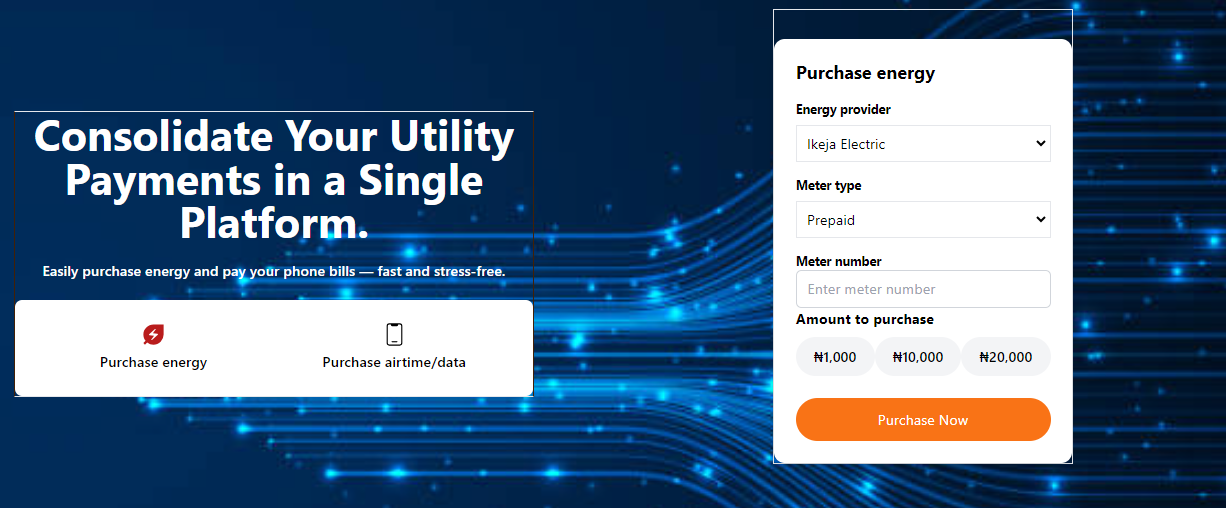 Consolidate Your Utility
Payments in a Single
Platform.
Easily purchase energy and pay your phone bills — fast and stress-free.
Purchase energy
Purchase airtime/data
Purchase energy
Energy provider
Ikeja Electric
Meter type
Prepaid
Meter number
Enter meter number
Amount to purchase
₦1,000
₦10,000
₦20,000
Purchase Now